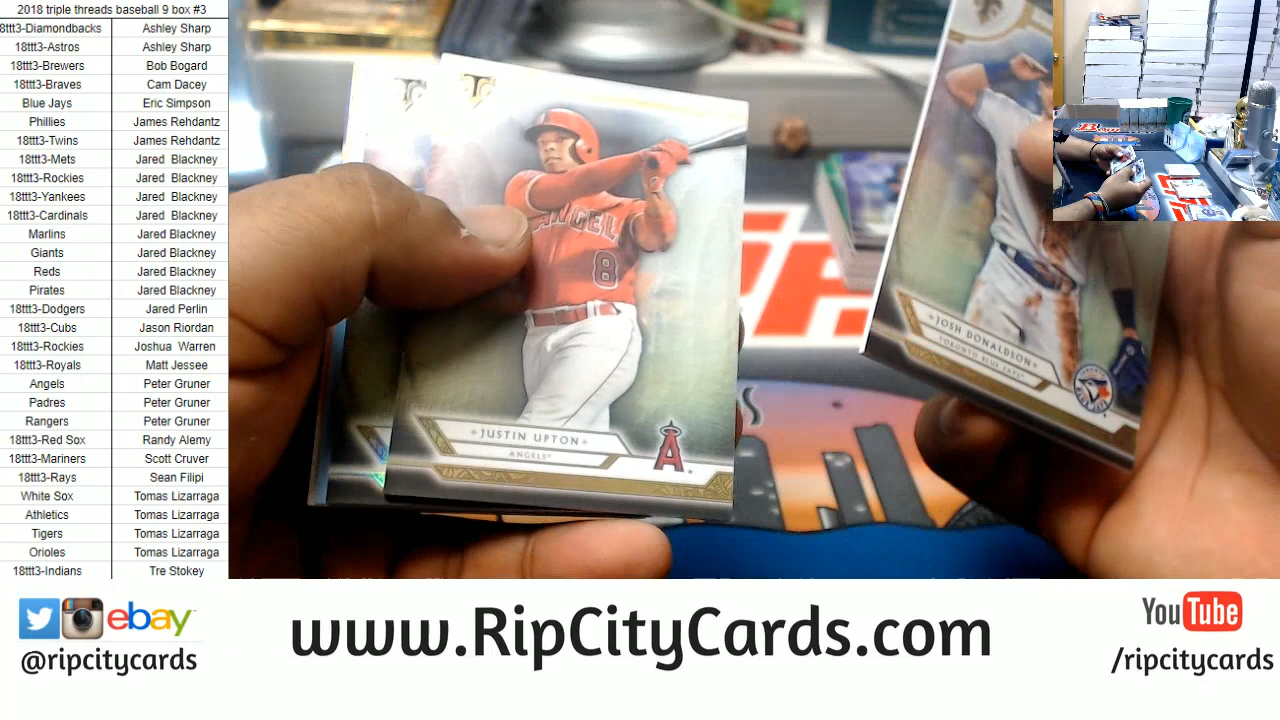 2018 triple threads baseball 9 box #3
8ttt3-Diamondbacks Ashley Sharp
18ttt3-Astros Ashley Sharp
18ttt3-Brewers Bob Bogard
18ttt3-Braves Cam Dacey
Blue Jays Eric Simpson
Phillies James Rehdantz
18ttt3-Twins James Rehdantz
18ttt3-Mets Jared Blackney
18ttt3-Rockies Jared Blackney
18ttt3-Yankees Jared Blackney
18ttt3-Cardinals Jared Blackney
Marlins Jared Blackney
Giants Jared Blackney
Reds Jared Blackney
Pirates Jared Blackney
18ttt3-Dodgers Jared Perlin
18ttt3-Cubs Jason Riordan
18ttt3-Rockies Joshua Warren
18ttt3-Royals Matt Jessee
Angels Peter Gruner
Padres Peter Gruner
Rangers Peter Gruner
18ttt3-Red Sox Randy Alemy
18ttt3-Mariners Scott Cruver
18ttt3-Rays Sean Filipi
White Sox Tomas Lizarraga
Athletics Tomas Lizarraga
Tigers Tomas Lizarraga
Orioles Tomas Lizarraga
18ttt3-Indians Tre Stokey
ANGEL
8
JUSTIN UPTON
ANGELS
A
JOSH DONALDSON
TORONTO BLUE JAYS
ebay
@ripcitycards
www.RipCityCards.com
YouTube
/ripcitycards